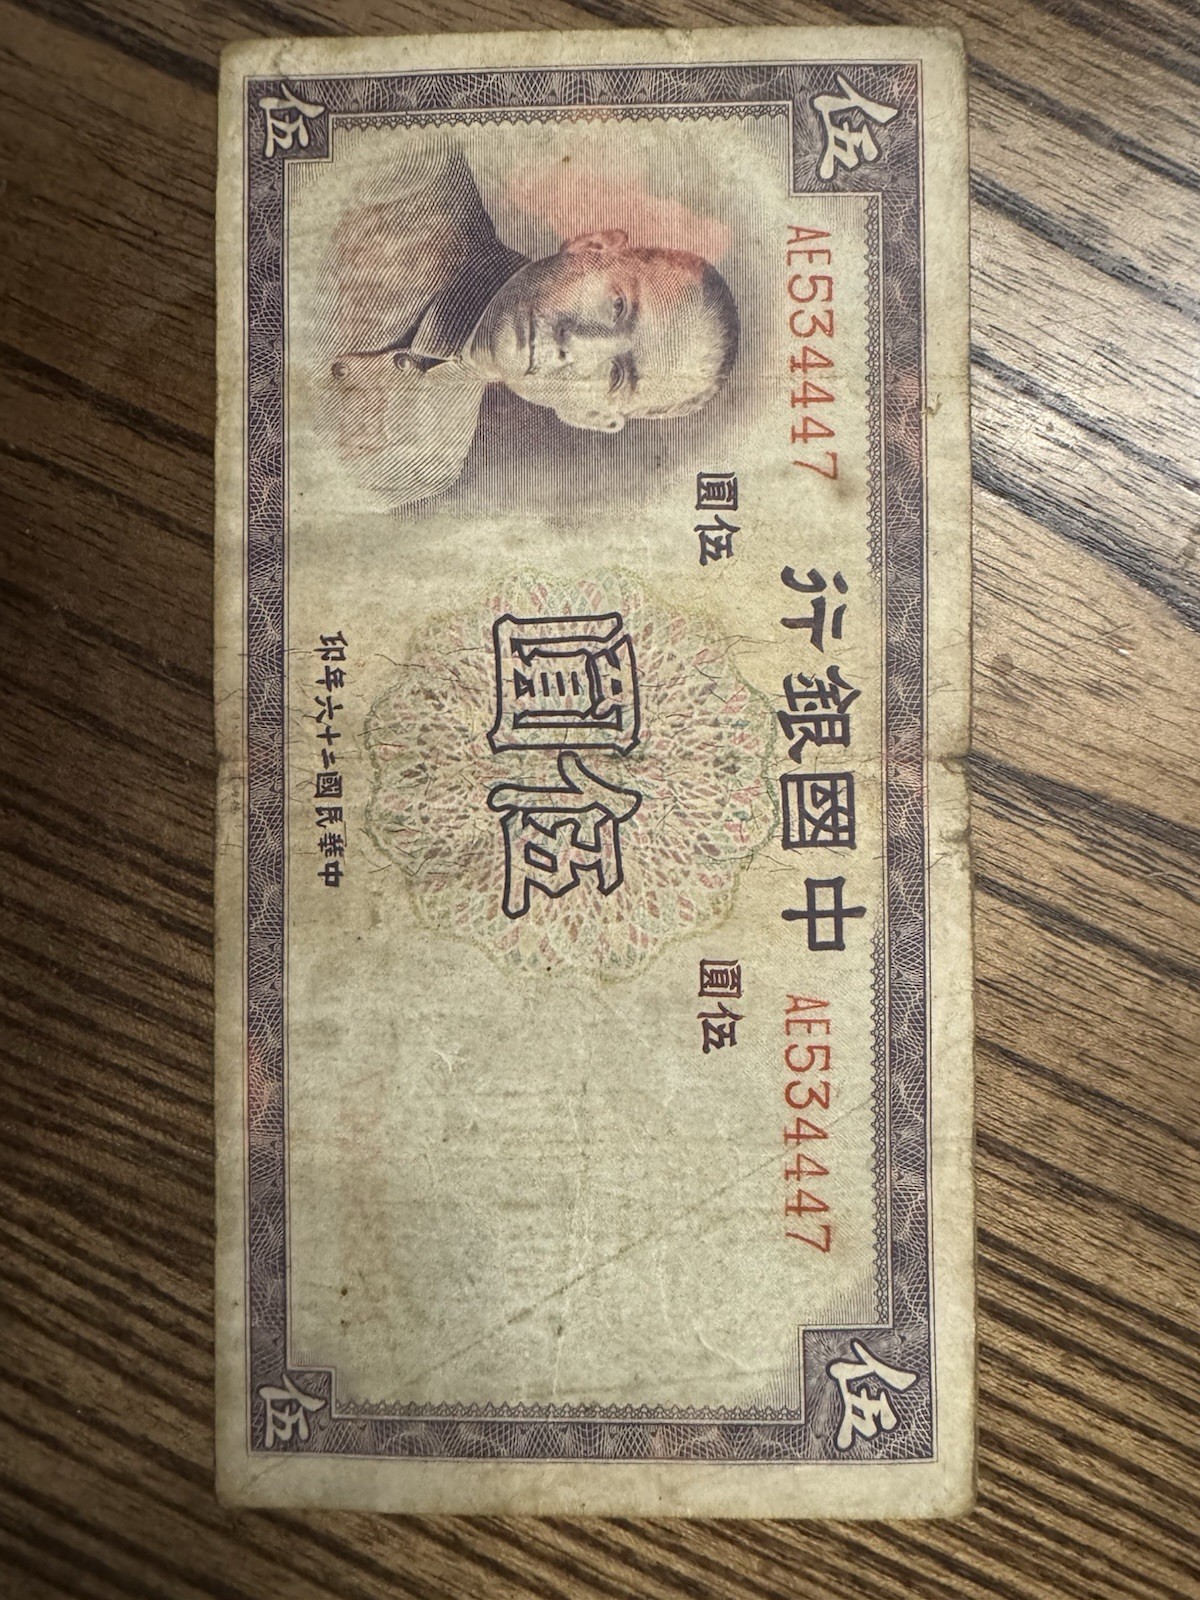 伍 伍
AE534447 中國銀行 AE534447
伍圓 伍圓
伍圓
中華民國二十六年印
伍 伍